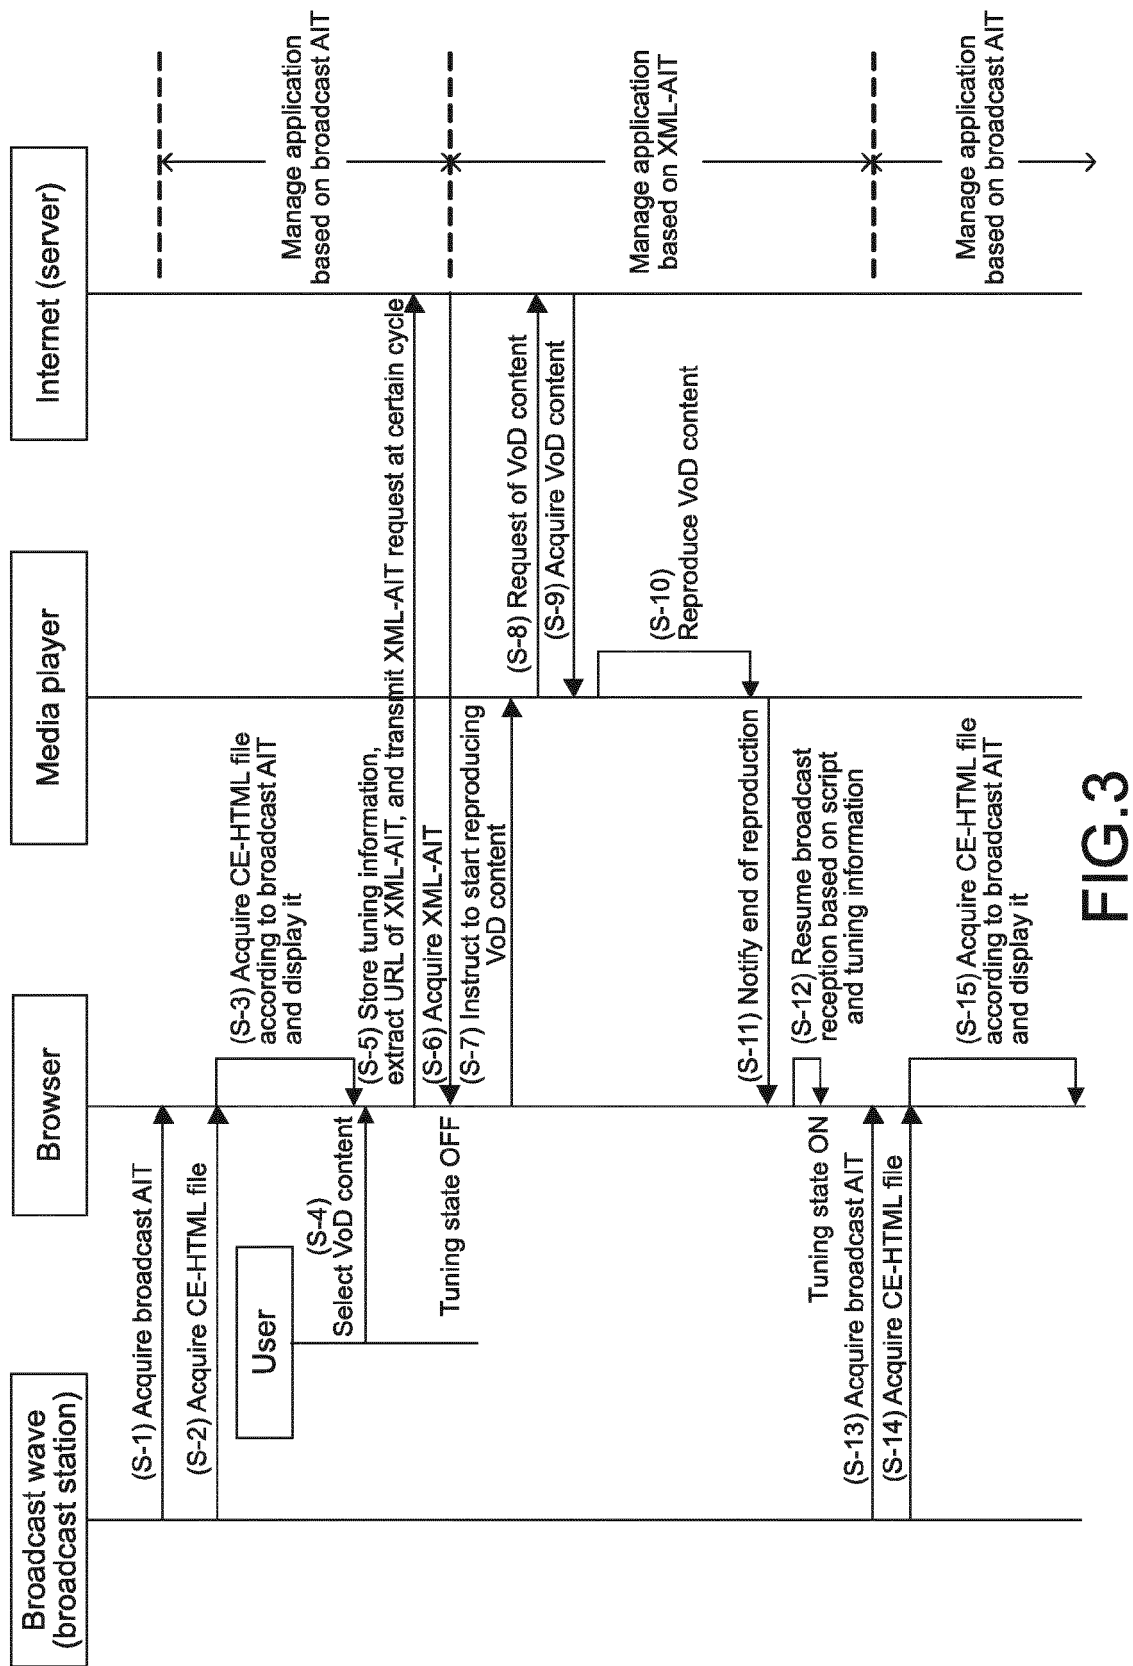 Broadcast wave
(broadcast station)
Browser
Media player
Internet (server)
(S-1) Acquire broadcast AIT
(S-2) Acquire CE-HTML file
(S-3) Acquire CE-HTML file
according to broadcast AIT
and display it
User
(S-4)
Select VoD content
(S-5) Store tuning information,
extract URL of XML-AIT, and transmit XML-AIT request at certain cycle
(S-6) Acquire XML-AIT
Tuning state OFF
(S-7) Instruct to start reproducing
VoD content
(S-8) Request of VoD content
(S-9) Acquire VoD content
(S-10)
Reproduce VoD content
(S-11) Notify end of reproduction
(S-12) Resume broadcast
reception based on script
and tuning information
Tuning state ON
(S-13) Acquire broadcast AIT
(S-14) Acquire CE-HTML file
(S-15) Acquire CE-HTML file
according to broadcast AIT
and display it
Manage application
based on broadcast AIT
Manage application
based on XML-AIT
Manage application
based on broadcast AIT
FIG.3